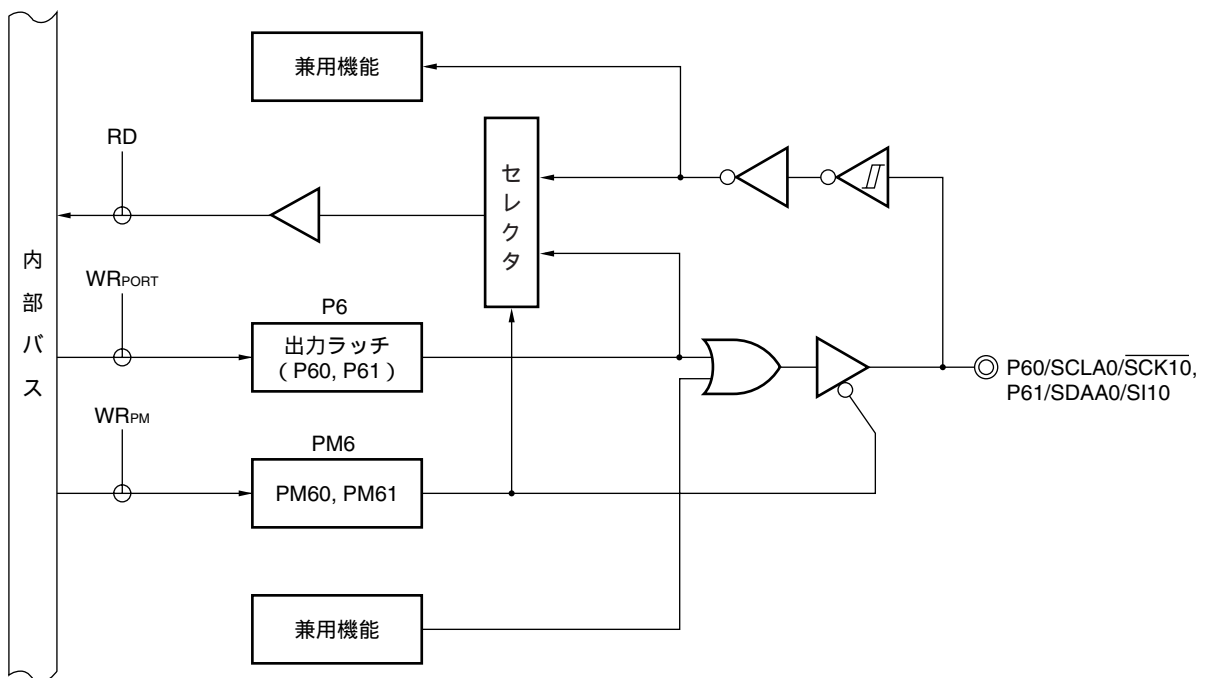 兼用機能
RD
セレクタ
内部バス
WRPORT
P6
出力ラッチ
（P60, P61）
P60/SCLA0/SCK10,
P61/SDAA0/SI10
WRPM
PM6
PM60, PM61
兼用機能